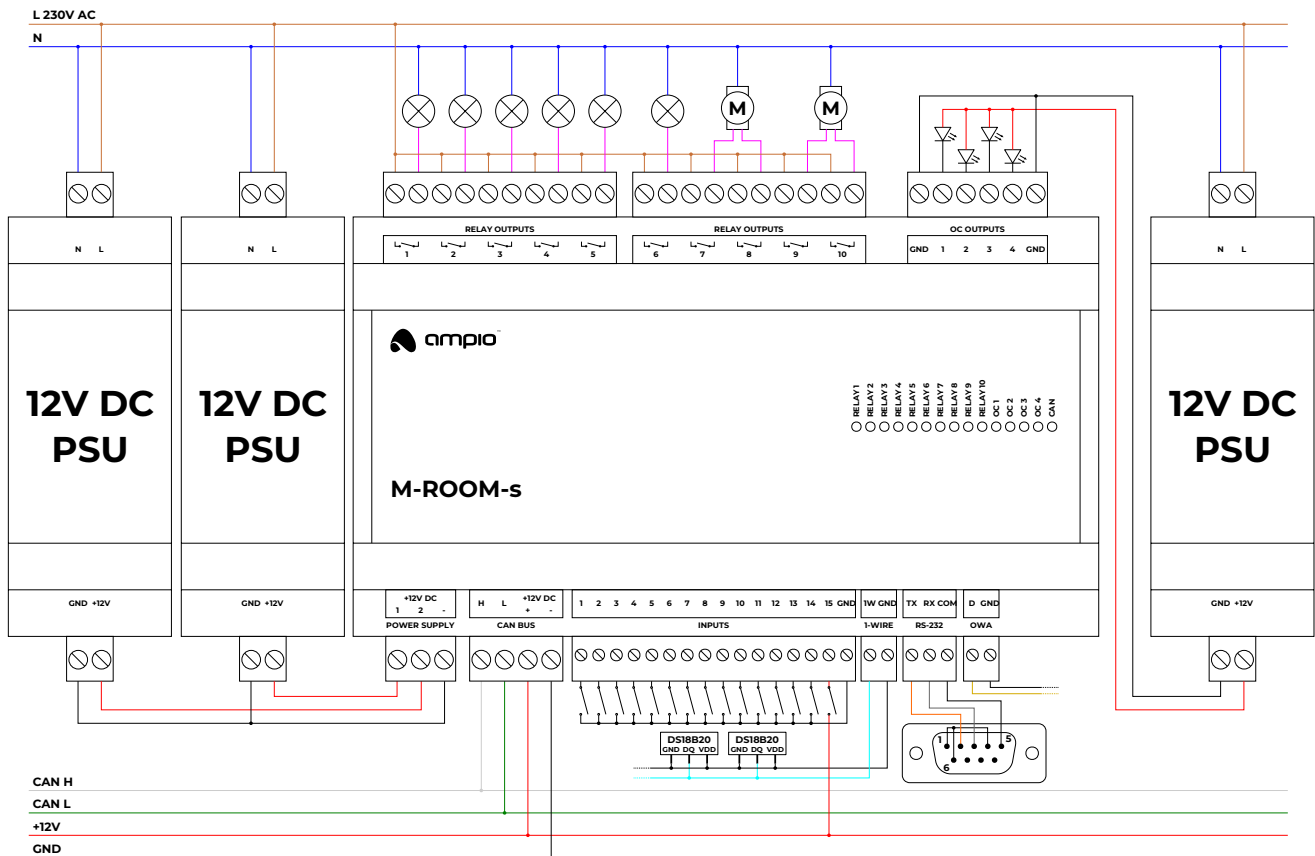 L 230V AC
N
M M
N L
N L
RELAY OUTPUTS
1 2 3 4 5
RELAY OUTPUTS
6 7 8 9 10
OC OUTPUTS
GND 1 2 3 4 GND
N L
ampio™
RELAY 1
RELAY 2
RELAY 3
RELAY 4
RELAY 5
RELAY 6
RELAY 7
RELAY 8
RELAY 9
RELAY 10
OC 1
OC 2
OC 3
OC 4
CAN
12V DC
PSU
12V DC
PSU
12V DC
PSU
M-ROOM-s
GND +12V
GND +12V
+12V DC
1 2 -
POWER SUPPLY
+12V DC
H L + -
CAN BUS
1 2 3 4 5 6 7 8 9 10 11 12 13 14 15 GND
INPUTS
1W GND
1-WIRE
TX RX COM
RS-232
D GND
OWA
GND +12V
DS18B20
GND DQ VDD
DS18B20
GND DQ VDD
1 5
6
CAN H
CAN L
+12V
GND